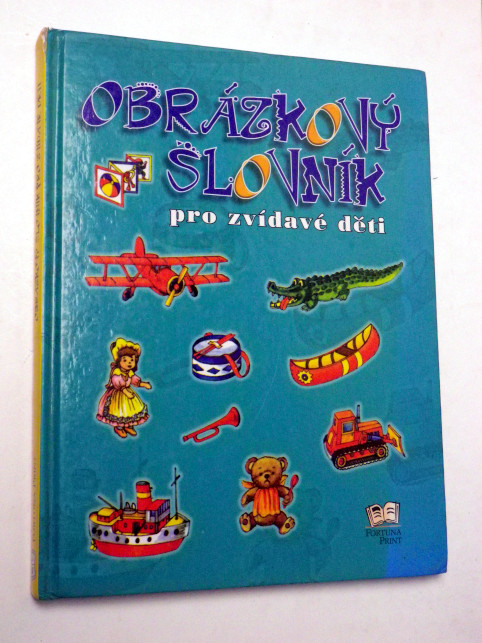 OBRÁZKOVÝ
SLOVNÍK
pro zvídavé děti
FORTUNA
PRINT